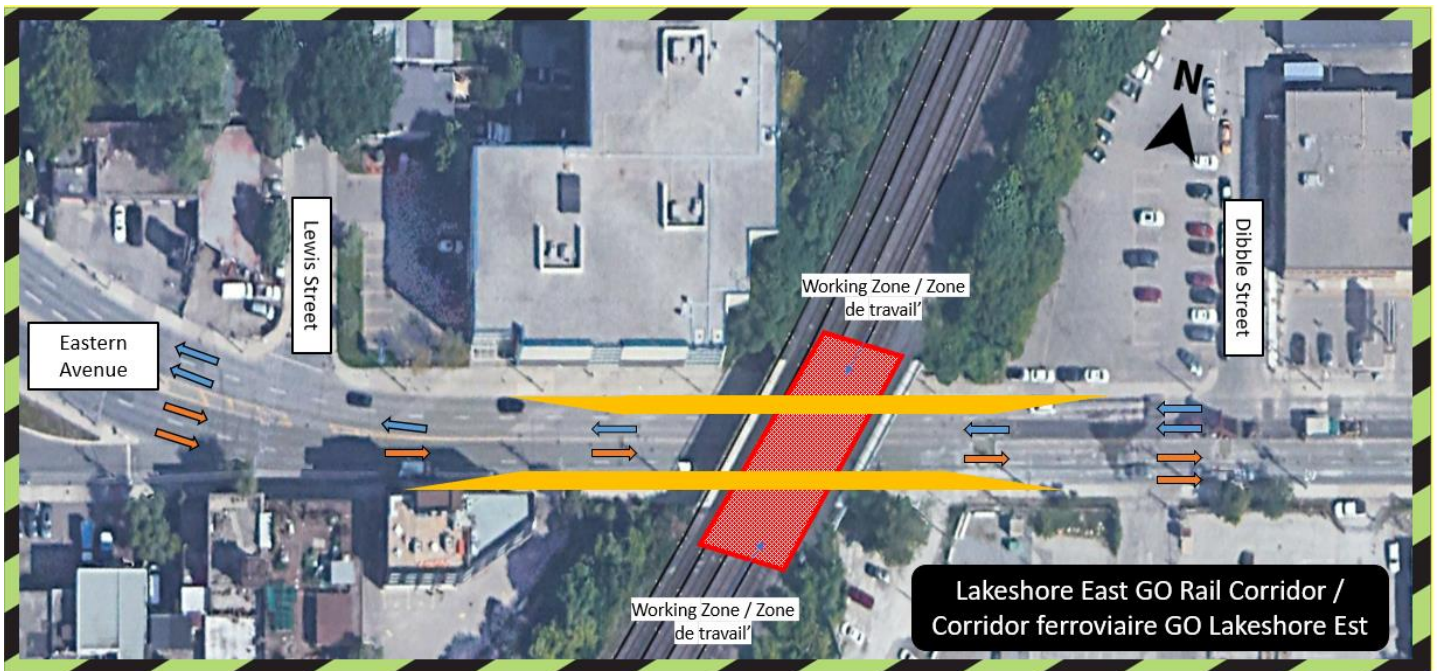 N
Lewis Street
Dibble Street
Working Zone / Zone
de travail'
Eastern
Avenue
Working Zone / Zone
de travail'
Lakeshore East GO Rail Corridor /
Corridor ferroviaire GO Lakeshore Est